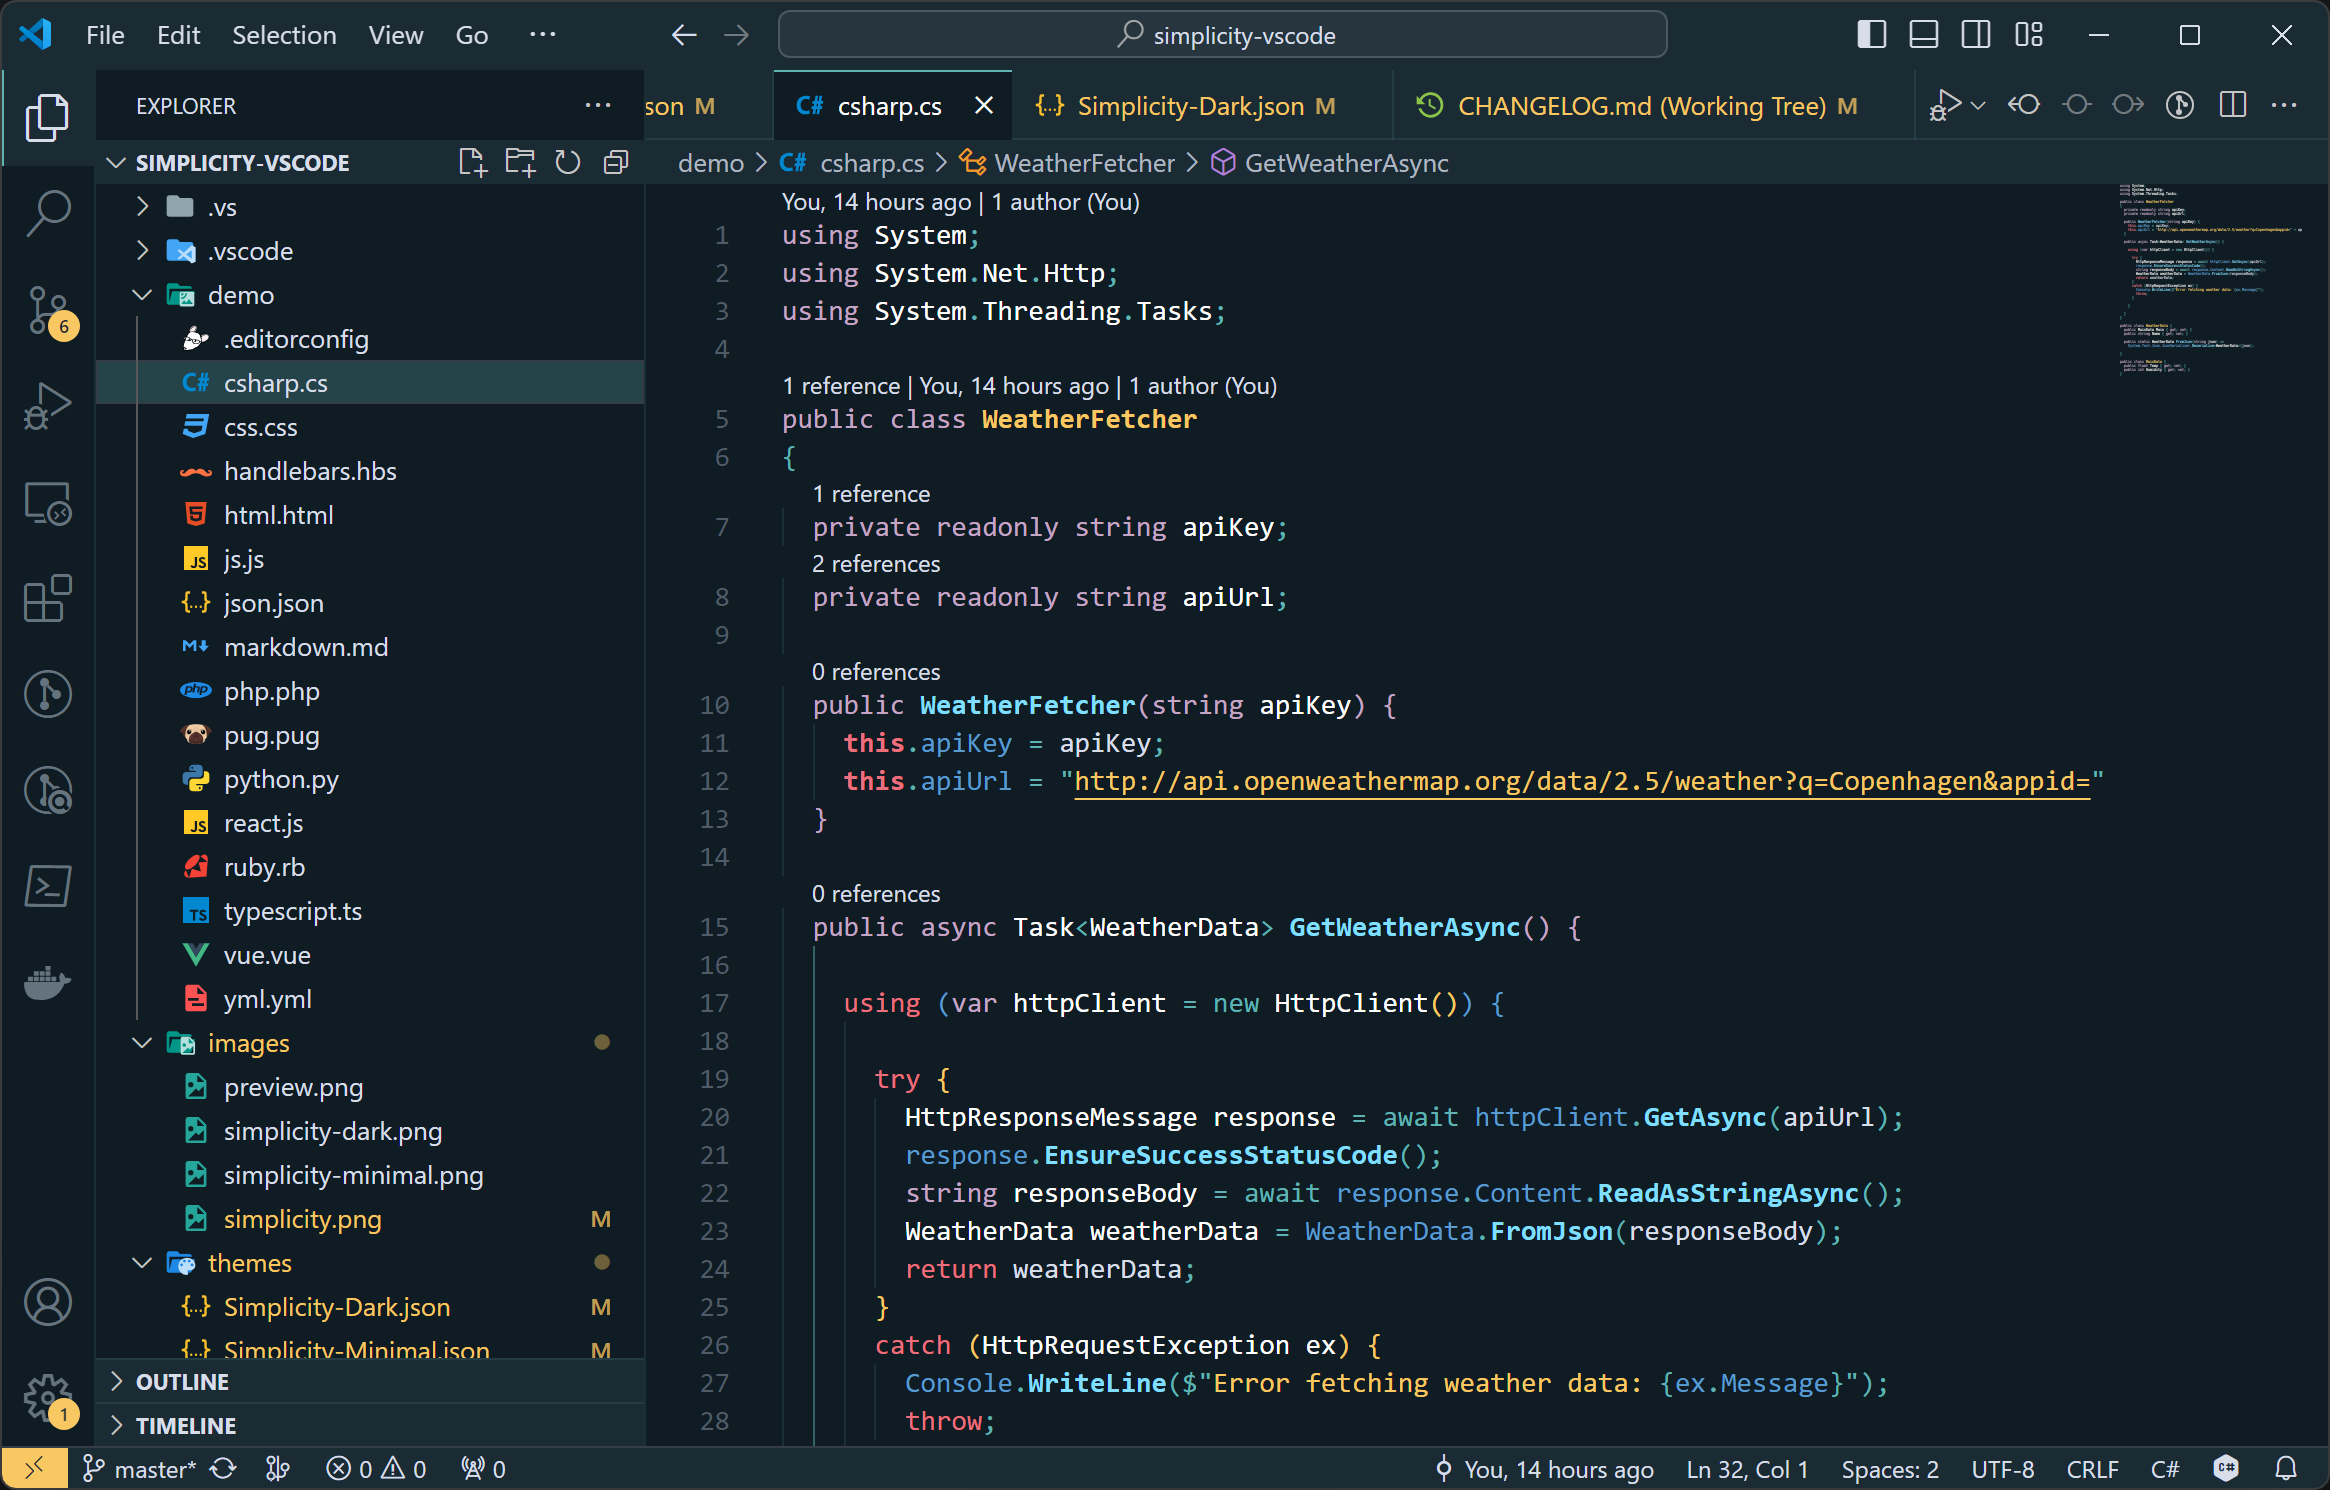 File Edit Selection View Go ···
simplicity-vscode
EXPLORER ···
SIMPLICITY-VSCODE
.vs
.vscode
demo
.editorconfig
C# csharp.cs
css.css
handlebars.hbs
html.html
JS js.js
{..} json.json
M↓ markdown.md
php php.php
pug.pug
python.py
JS react.js
ruby.rb
TS typescript.ts
vue.vue
yml.yml
images
preview.png
simplicity-dark.png
simplicity-minimal.png
simplicity.png M
themes
{..} Simplicity-Dark.json M
{..} Simplicity-Minimal.json M
OUTLINE
TIMELINE
6
1
son M
C# csharp.cs
{..} Simplicity-Dark.json M
CHANGELOG.md (Working Tree) M
demo > C# csharp.cs > WeatherFetcher > GetWeatherAsync
You, 14 hours ago | 1 author (You)
1 using System;
2 using System.Net.Http;
3 using System.Threading.Tasks;
4
1 reference | You, 14 hours ago | 1 author (You)
5 public class WeatherFetcher
6 {
1 reference
7 private readonly string apiKey;
2 references
8 private readonly string apiUrl;
9
0 references
10 public WeatherFetcher(string apiKey) {
11 this.apiKey = apiKey;
12 this.apiUrl = "http://api.openweathermap.org/data/2.5/weather?q=Copenhagen&appid="
13 }
14
0 references
15 public async Task<WeatherData> GetWeatherAsync() {
16
17 using (var httpClient = new HttpClient()) {
18
19 try {
20 HttpResponseMessage response = await httpClient.GetAsync(apiUrl);
21 response.EnsureSuccessStatusCode();
22 string responseBody = await response.Content.ReadAsStringAsync();
23 WeatherData weatherData = WeatherData.FromJson(responseBody);
24 return weatherData;
25 }
26 catch (HttpRequestException ex) {
27 Console.WriteLine($"Error fetching weather data: {ex.Message}");
28 throw;
master* 0 0 0
You, 14 hours ago Ln 32, Col 1 Spaces: 2 UTF-8 CRLF C# C#